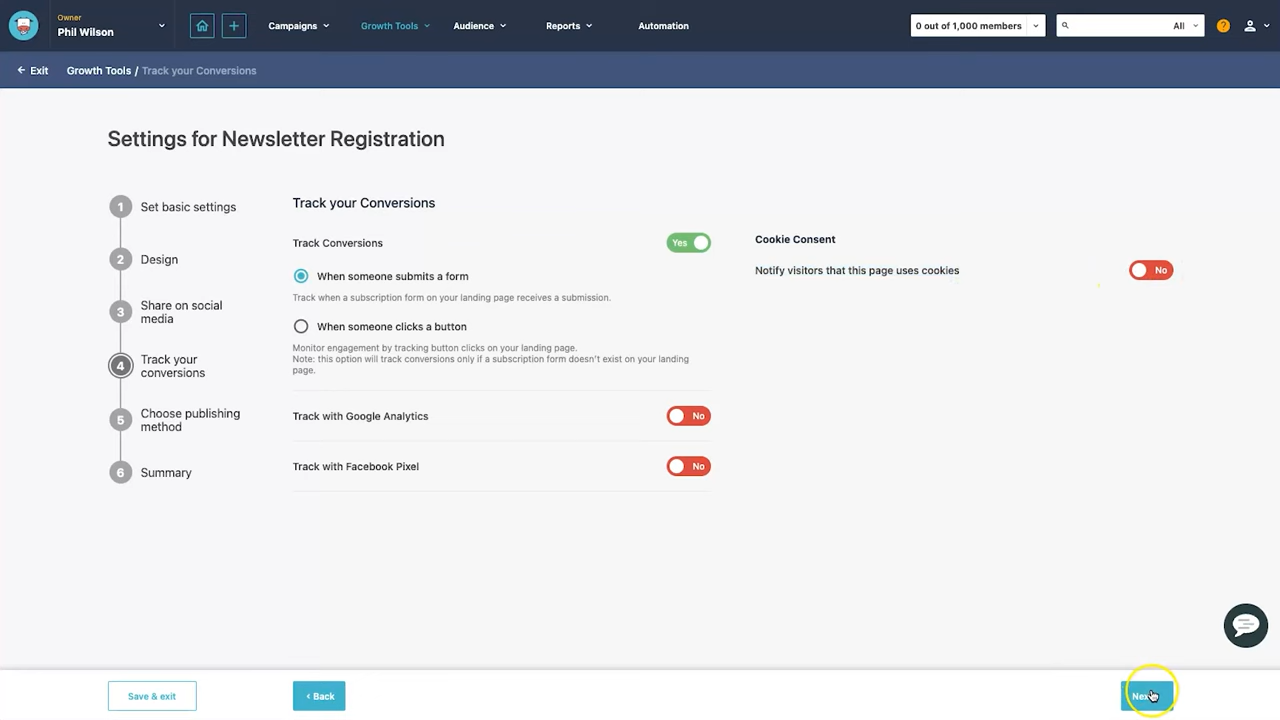 Owner
Phil Wilson
Campaigns
Growth Tools
Audience
Reports
Automation
0 out of 1,000 members
All
?
Exit
Growth Tools / Track your Conversions
Settings for Newsletter Registration
1 Set basic settings
2 Design
3 Share on social
media
4 Track your
conversions
5 Choose publishing
method
6 Summary
Track your Conversions
Track Conversions
Yes
When someone submits a form
Track when a subscription form on your landing page receives a submission.
When someone clicks a button
Monitor engagement by tracking button clicks on your landing page.
Note: this option will track conversions only if a subscription form doesn't exist on your landing
page.
Track with Google Analytics
No
Track with Facebook Pixel
No
Cookie Consent
Notify visitors that this page uses cookies
No
Save & exit
‹ Back